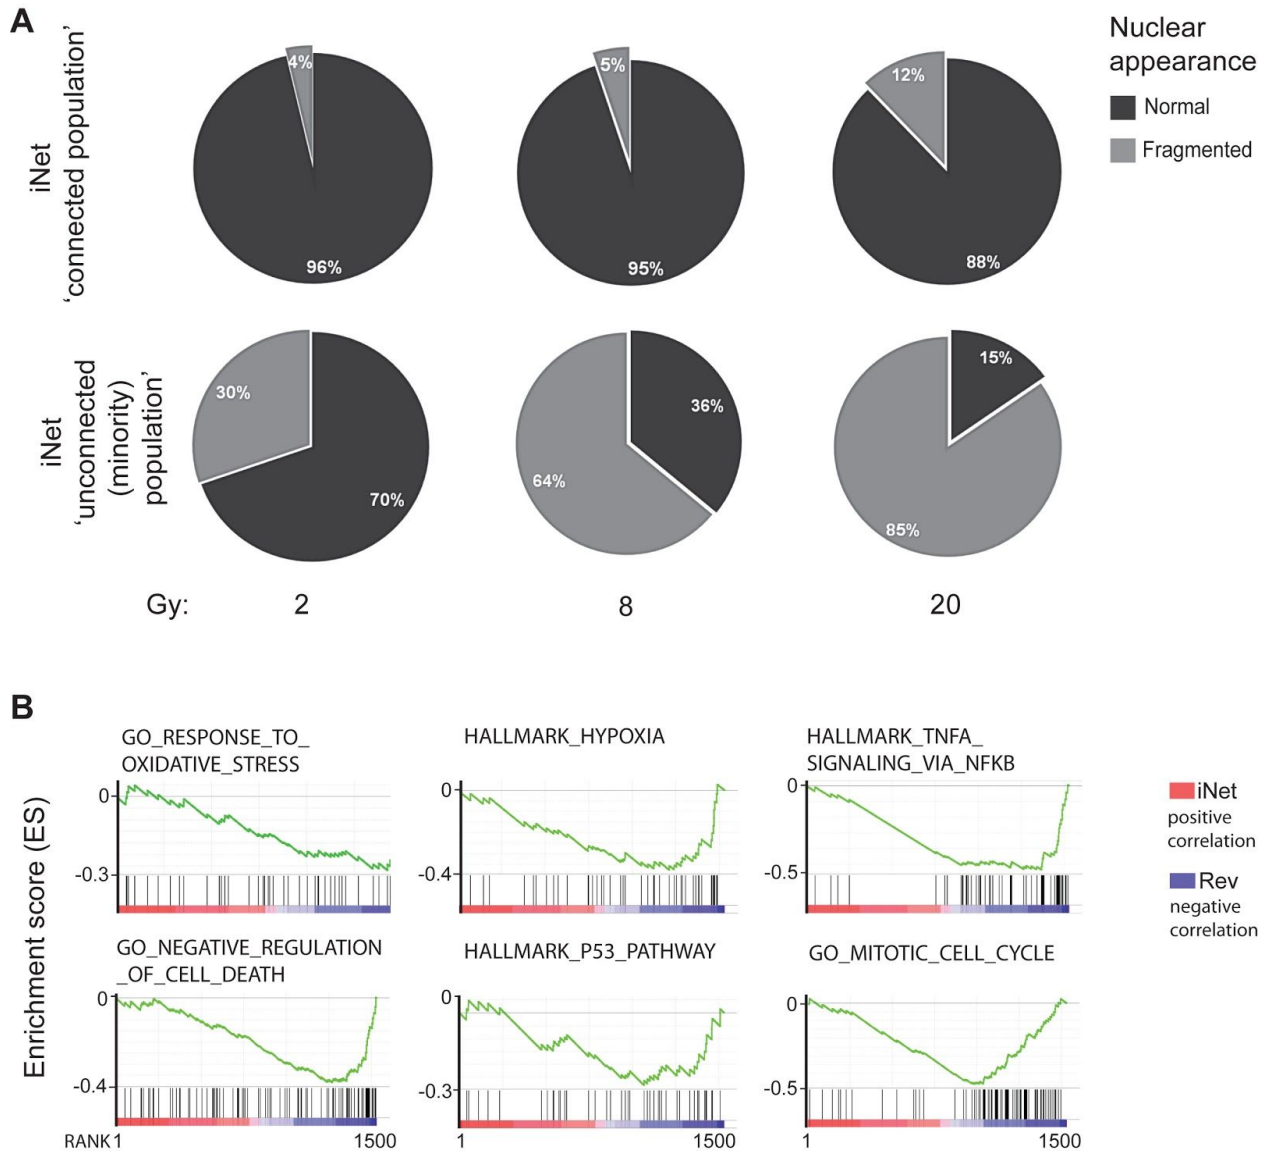 A
iNet
‘connected population’
4%
96%
5%
95%
12%
88%
Nuclear
appearance
Normal
Fragmented
iNet
‘unconnected
(minority)
population’
30%
70%
36%
64%
15%
85%
Gy:
2
8
20
B
Enrichment score (ES)
GO_RESPONSE_TO_
OXIDATIVE_STRESS
0
-0.3
HALLMARK_HYPOXIA
0
-0.4
HALLMARK_TNFA_
SIGNALING_VIA_NFKB
0
-0.5
iNet
positive
correlation
Rev
negative
correlation
GO_NEGATIVE_REGULATION
_OF_CELL_DEATH
0
-0.4
HALLMARK_P53_PATHWAY
0
-0.3
GO_MITOTIC_CELL_CYCLE
0
-0.5
RANK 1
1500
1
1500
1
1500